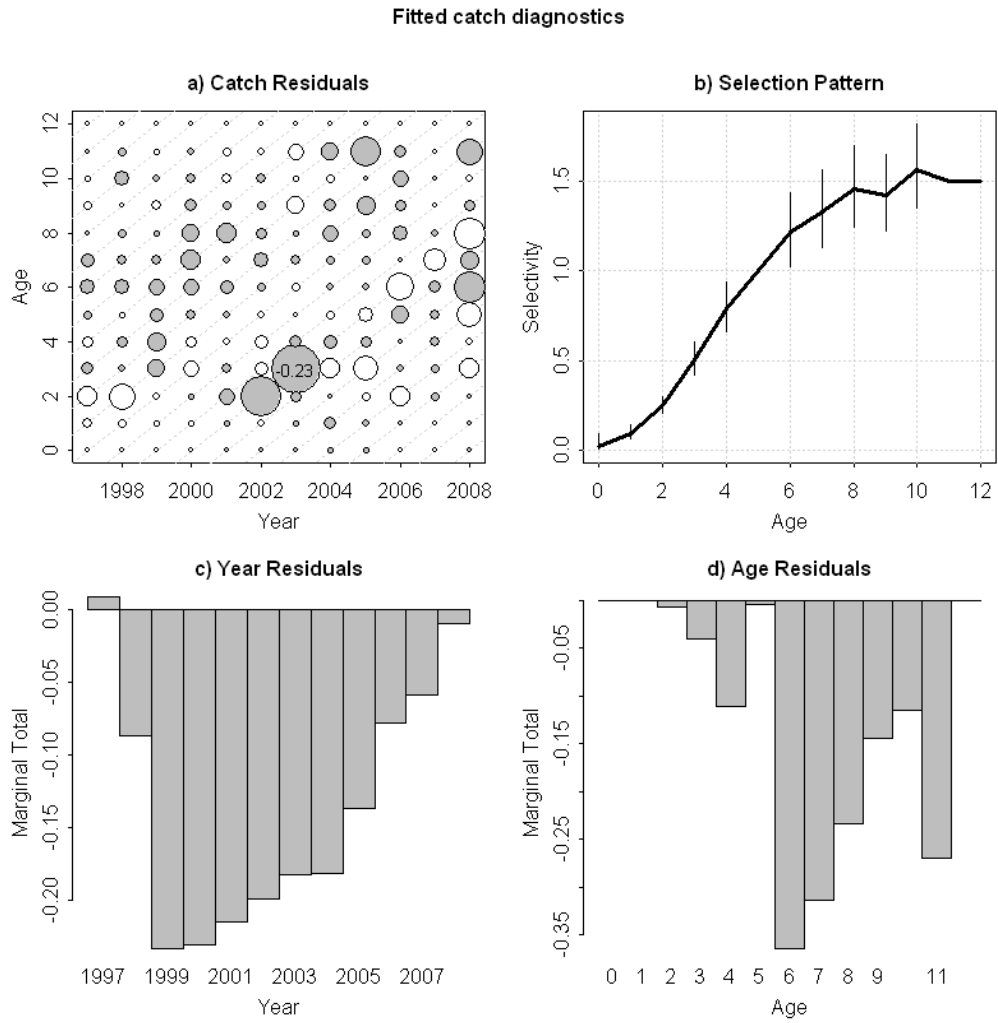 Fitted catch diagnostics
a) Catch Residuals
12
10
8
6
4
2
0
Age
-0.23
1998 2000 2002 2004 2006 2008
Year
b) Selection Pattern
1.5
1.0
0.5
0.0
Selectivity
0 2 4 6 8 10 12
Age
c) Year Residuals
0.00
-0.05
-0.10
-0.15
-0.20
Marginal Total
1997 1999 2001 2003 2005 2007
Year
d) Age Residuals
-0.05
-0.15
-0.25
-0.35
Marginal Total
0 1 2 3 4 5 6 7 8 9 11
Age